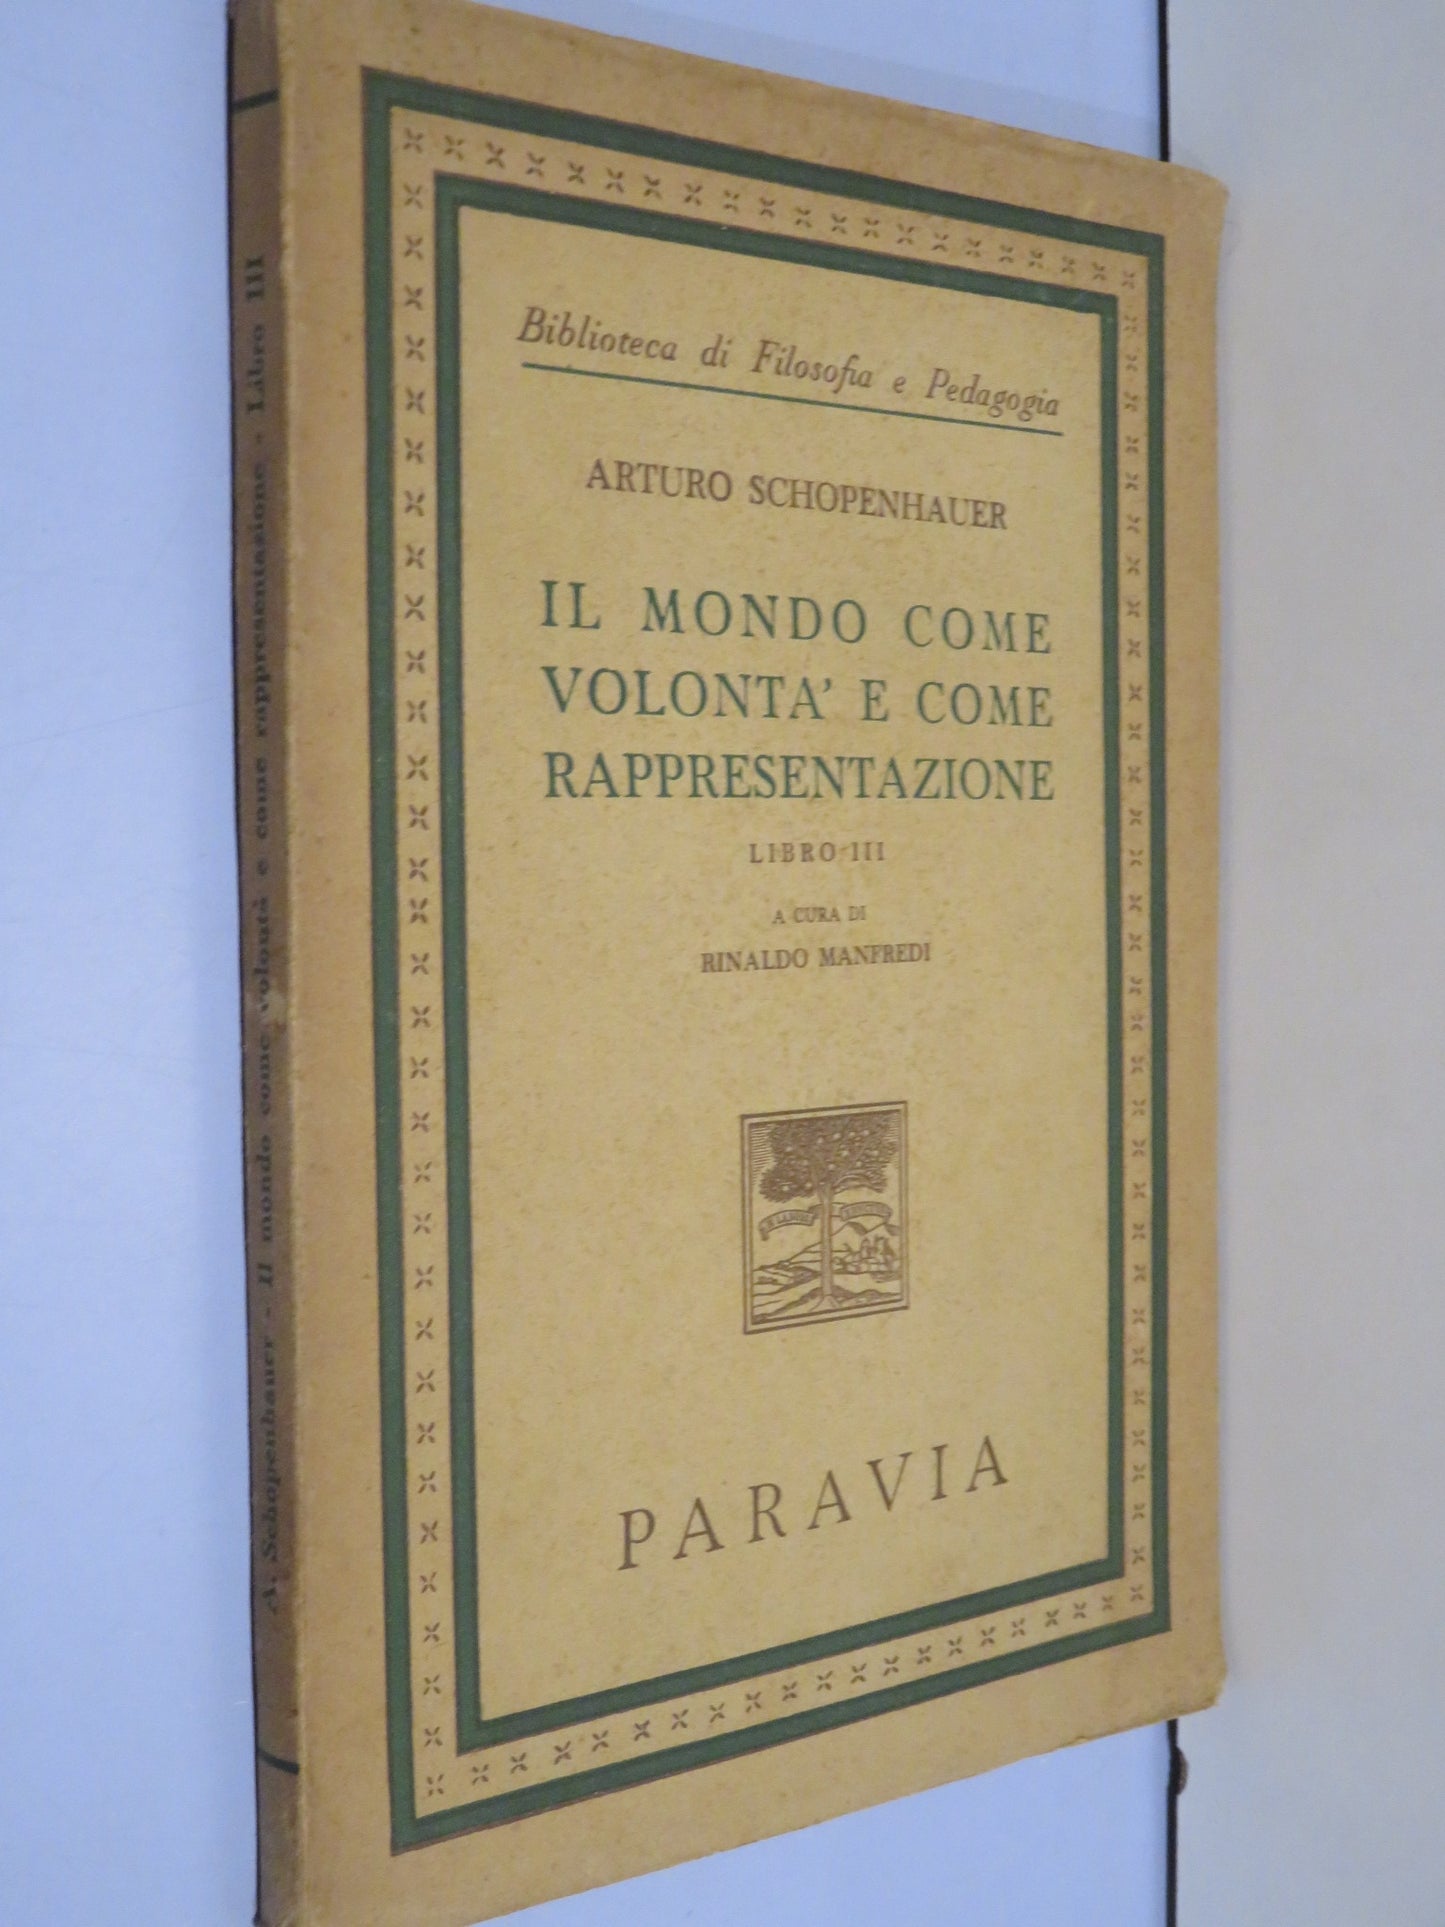 Biblioteca di Filosofia e Pedagogia
ARTURO SCHOPENHAUER
IL MONDO COME
VOLONTA' E COME
RAPPRESENTAZIONE
LIBRO III
A CURA DI
RINALDO MANFREDI
PARAVIA
A. Schopenhauer - Il mondo come volontà e come rappresentazione - Libro III